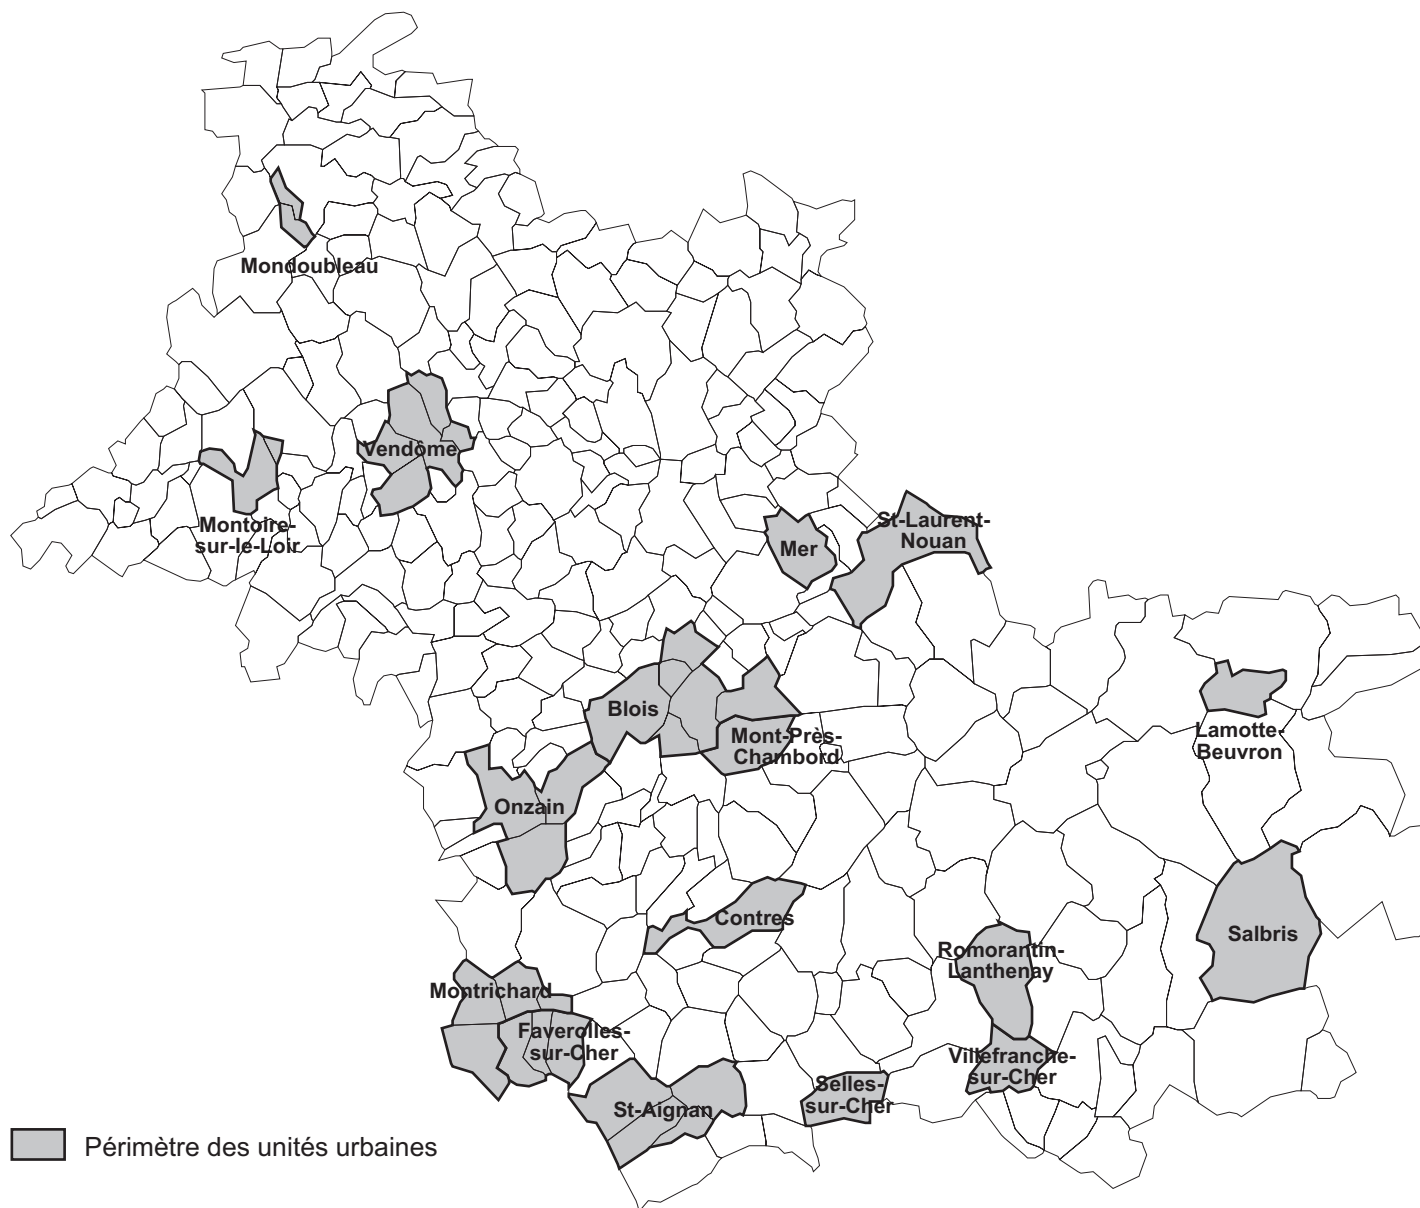 Mondoubleau
Vendôme
Montoire-
sur-le-Loir
St-Laurent-
Nouan
Mer
Blois
Mont-Près-
Chambord
Lamotte-
Beuvron
Onzain
Contres
Salbris
Romorantin-
Lanthenay
Montrichard
Faverolles-
sur-Cher
Villefranche-
sur-Cher
Selles-
sur-Cher
St-Aignan
Périmètre des unités urbaines